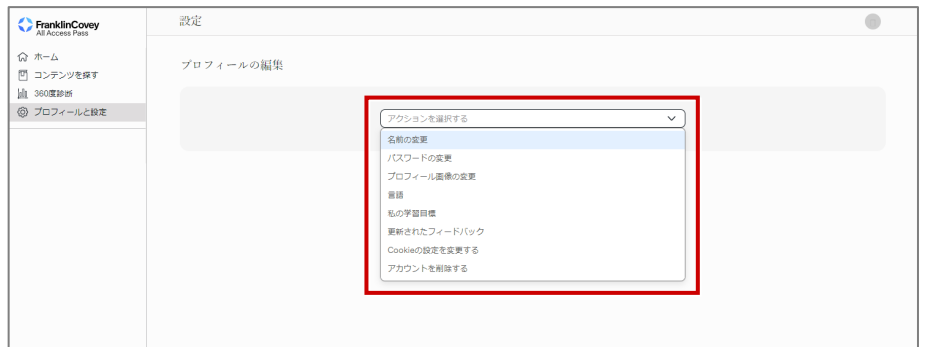 FranklinCovey
All Access Pass
ホーム
コンテンツを探す
360度診断
プロフィールと設定
設定
プロフィールの編集
アクションを選択する
名前の変更
パスワードの変更
プロフィール画像の変更
言語
私の学習目標
更新されたフィードバック
Cookieの設定を変更する
アカウントを削除する